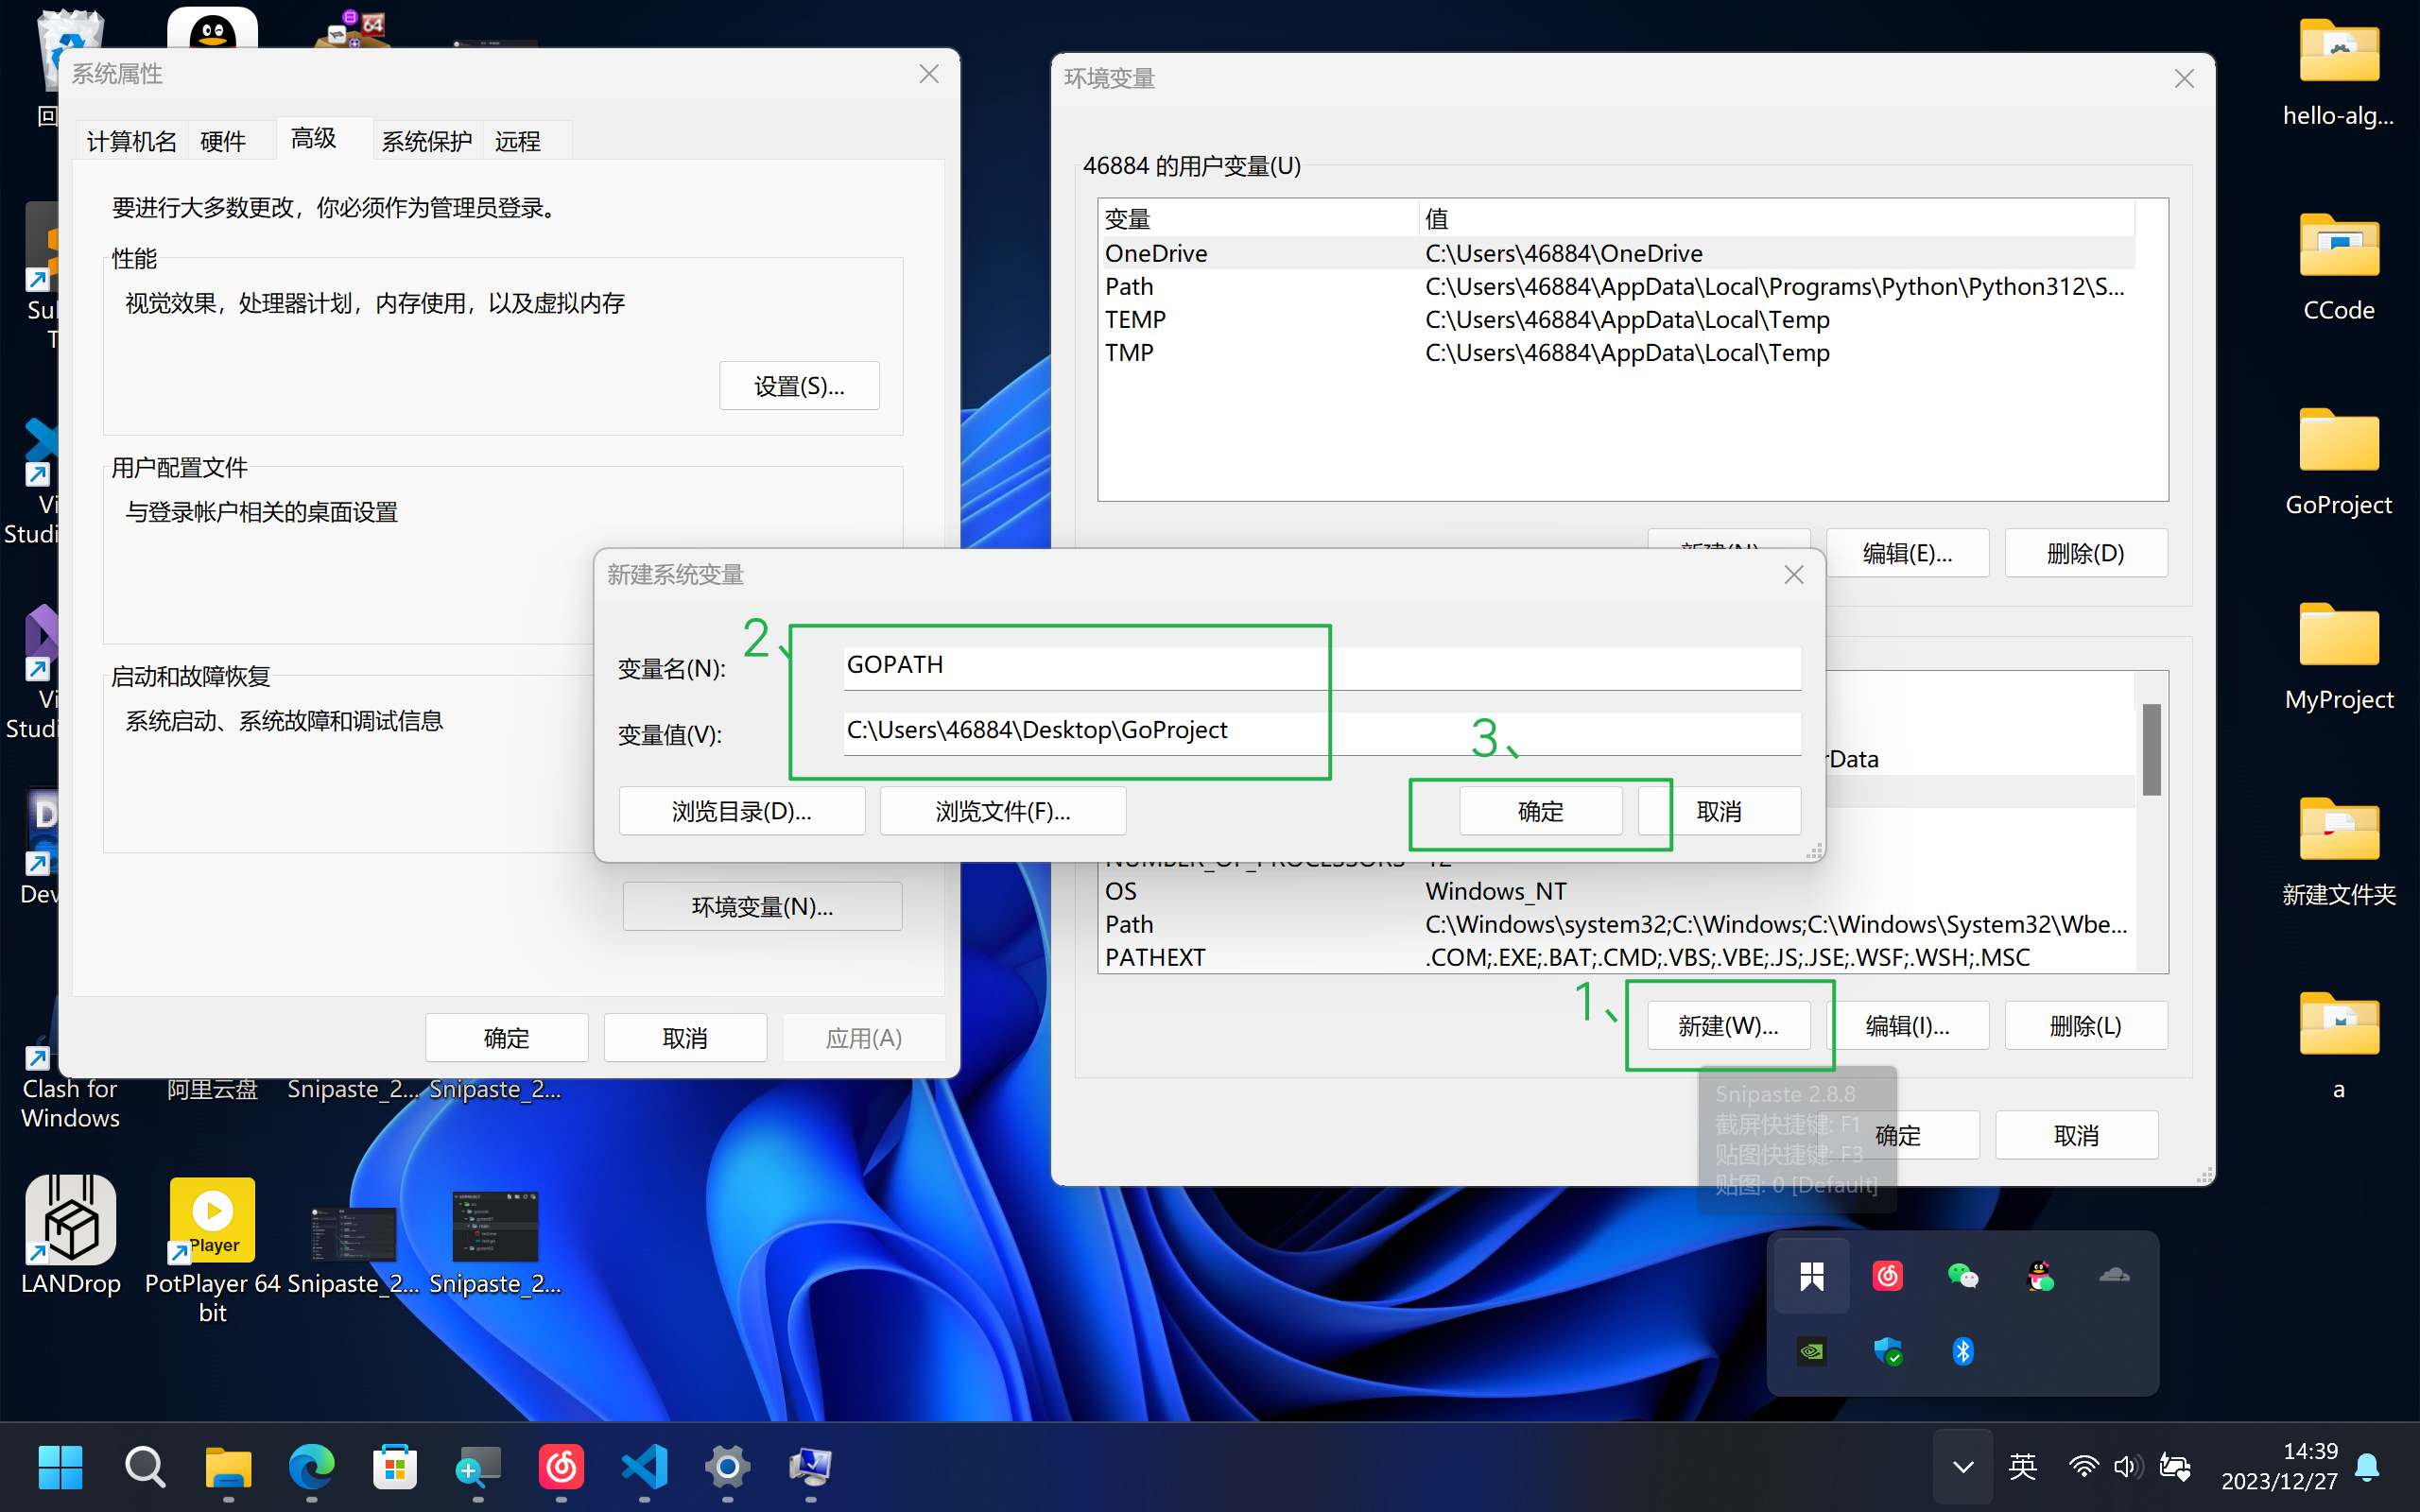 系统属性
计算机名 硬件 高级 系统保护 远程
要进行大多数更改，你必须作为管理员登录。
性能
视觉效果，处理器计划，内存使用，以及虚拟内存
设置(S)...
用户配置文件
与登录帐户相关的桌面设置
启动和故障恢复
系统启动、系统故障和调试信息
环境变量(N)...
确定 取消 应用(A)
环境变量
46884 的用户变量(U)
变量 值
OneDrive C:\Users\46884\OneDrive
Path C:\Users\46884\AppData\Local\Programs\Python\Python312\S...
TEMP C:\Users\46884\AppData\Local\Temp
TMP C:\Users\46884\AppData\Local\Temp
新建(N)... 编辑(E)... 删除(D)
新建系统变量
2、
变量名(N): GOPATH
变量值(V): C:\Users\46884\Desktop\GoProject
3、
浏览目录(D)... 浏览文件(F)... 确定 取消
rData
NUMBER_OF_PROCESSORS 12
OS Windows_NT
Path C:\Windows\system32;C:\Windows;C:\Windows\System32\Wbe...
PATHEXT .COM;.EXE;.BAT;.CMD;.VBS;.VBE;.JS;.JSE;.WSF;.WSH;.MSC
1、
新建(W)... 编辑(I)... 删除(L)
确定 取消
Snipaste 2.8.8
截屏快捷键: F1
贴图快捷键: F3
贴图: 0 [Default]
回
Su
T
Vi
Studi
Vi
Studi
Dev
Clash for
Windows
阿里云盘
Snipaste_2...
Snipaste_2...
LANDrop
Player
PotPlayer 64
bit
Snipaste_2...
Snipaste_2...
64
hello-alg...
CCode
GoProject
MyProject
新建文件夹
a
英
14:39
2023/12/27